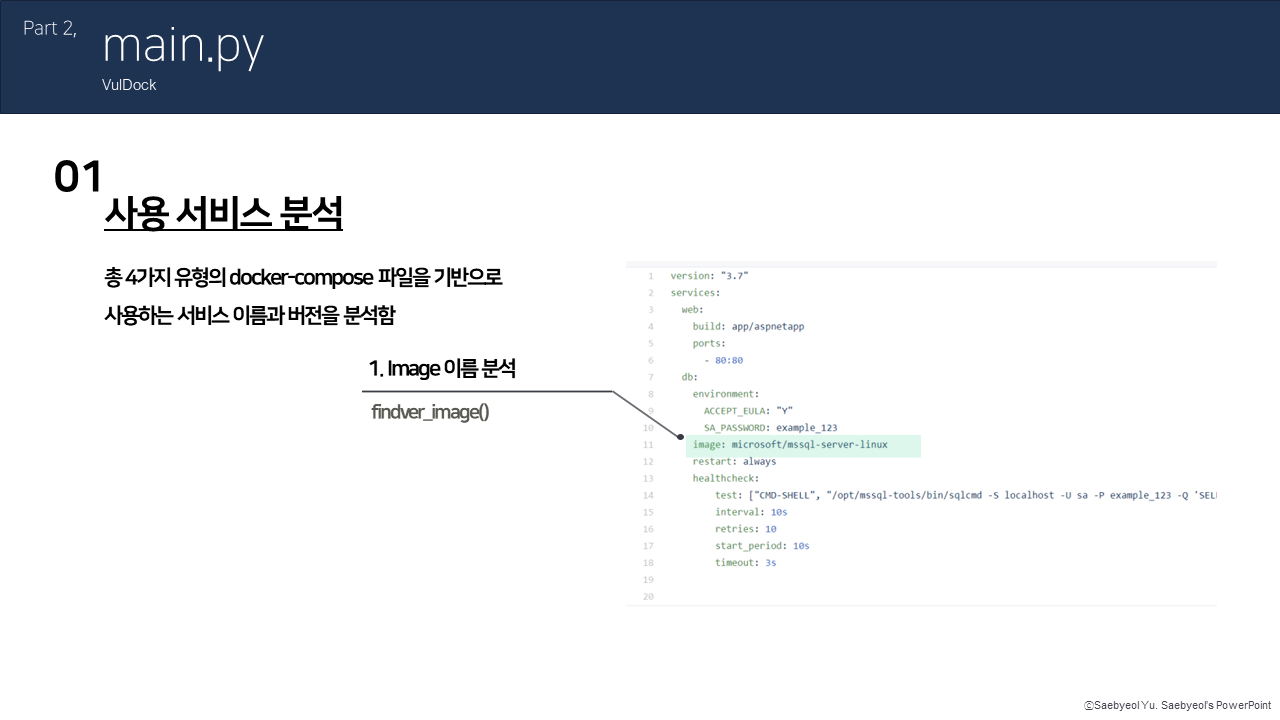 Part 2,
main.py
VulDock
01
사용 서비스 분석
총 4가지 유형의 docker-compose 파일을 기반으로
사용하는 서비스 이름과 버전을 분석함
1. Image 이름 분석
findver_image()
1 version: "3.7"
2 services:
3 web:
4 build: app/aspnetapp
5 ports:
6 - 80:80
7 db:
8 environment:
9 ACCEPT_EULA: "Y"
10 SA_PASSWORD: example_123
11 image: microsoft/mssql-server-linux
12 restart: always
13 healthcheck:
14 test: ["CMD-SHELL", "/opt/mssql-tools/bin/sqlcmd -S localhost -U sa -P example_123 -Q 'SEL
15 interval: 10s
16 retries: 10
17 start_period: 10s
18 timeout: 3s
19
20
ⓒSaebyeol Yu. Saebyeol's PowerPoint